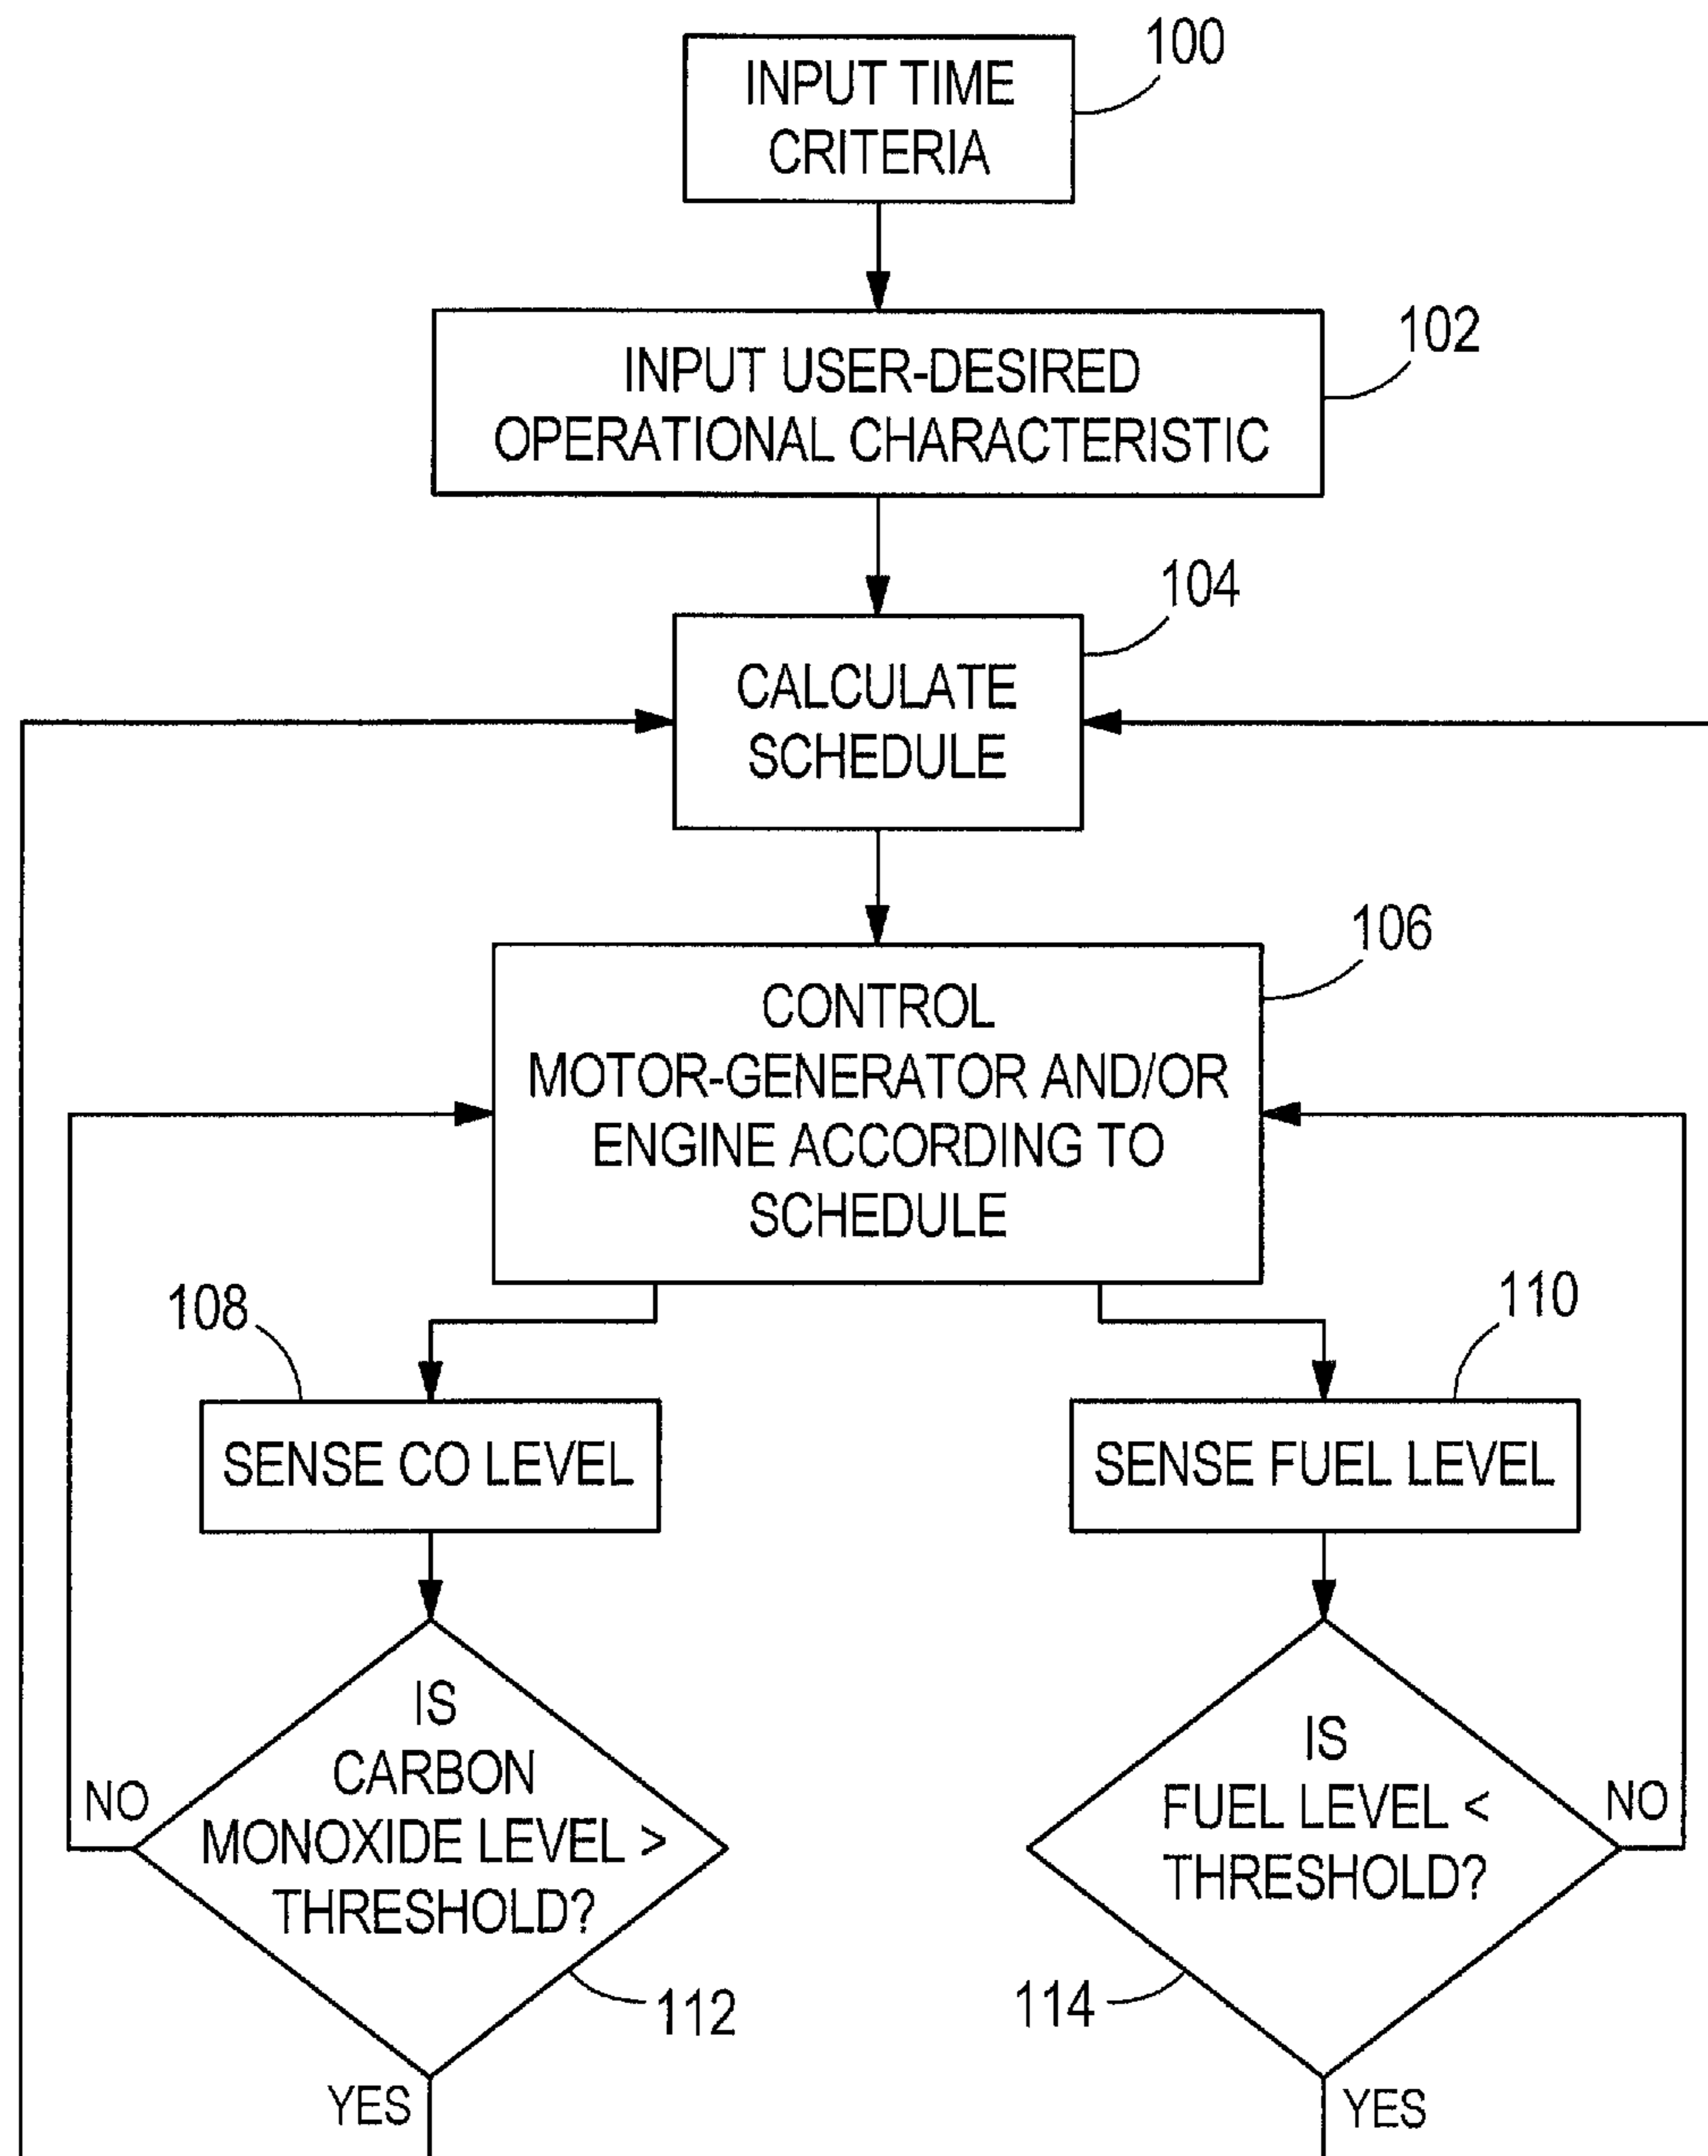 100
INPUT TIME
CRITERIA
102
INPUT USER-DESIRED
OPERATIONAL CHARACTERISTIC
104
CALCULATE
SCHEDULE
106
CONTROL
MOTOR-GENERATOR AND/OR
ENGINE ACCORDING TO
SCHEDULE
108
110
SENSE CO LEVEL
SENSE FUEL LEVEL
IS
CARBON
MONOXIDE LEVEL >
THRESHOLD?
NO
112
YES
IS
FUEL LEVEL <
THRESHOLD?
NO
114
YES